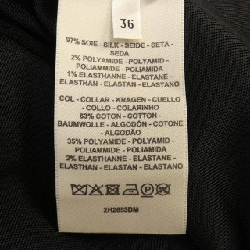 36
97% SOIE - SILK - SEIDE - SETA -
SEDA
2% POLYAMIDE - POLYAMID -
POLIAMMIDE - POLIAMIDA
1% ELASTHANNE - ELASTANE
ELASTHAN - ELASTAN - ELASTANO
COL - COLLAR - KRAGEN - CUELLO
- COLLO - COLARINHO
63% COTON - COTTON
BAUMWOLLE - ALGODÓN - COTONE
- ALGODÃO
35% POLYAMIDE - POLYAMID
POLIAMMIDE - POLIAMIDA
2% ELASTHANNE - ELASTANE
ELASTHAN - ELASTAN - ELASTANO
2H2663DM